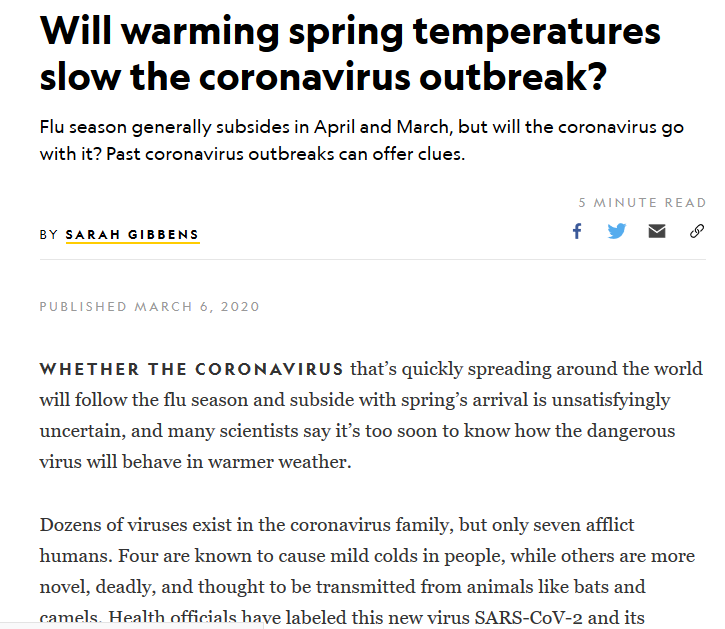 Will warming spring temperatures
slow the coronavirus outbreak?
Flu season generally subsides in April and March, but will the coronavirus go
with it? Past coronavirus outbreaks can offer clues.
5 MINUTE READ
BY SARAH GIBBENS
PUBLISHED MARCH 6, 2020
WHETHER THE CORONAVIRUS that's quickly spreading around the world
will follow the flu season and subside with spring's arrival is unsatisfyingly
uncertain, and many scientists say it's too soon to know how the dangerous
virus will behave in warmer weather.
Dozens of viruses exist in the coronavirus family, but only seven afflict
humans. Four are known to cause mild colds in people, while others are more
novel, deadly, and thought to be transmitted from animals like bats and
camels. Health officials have labeled this new virus SARS-CoV-2 and its